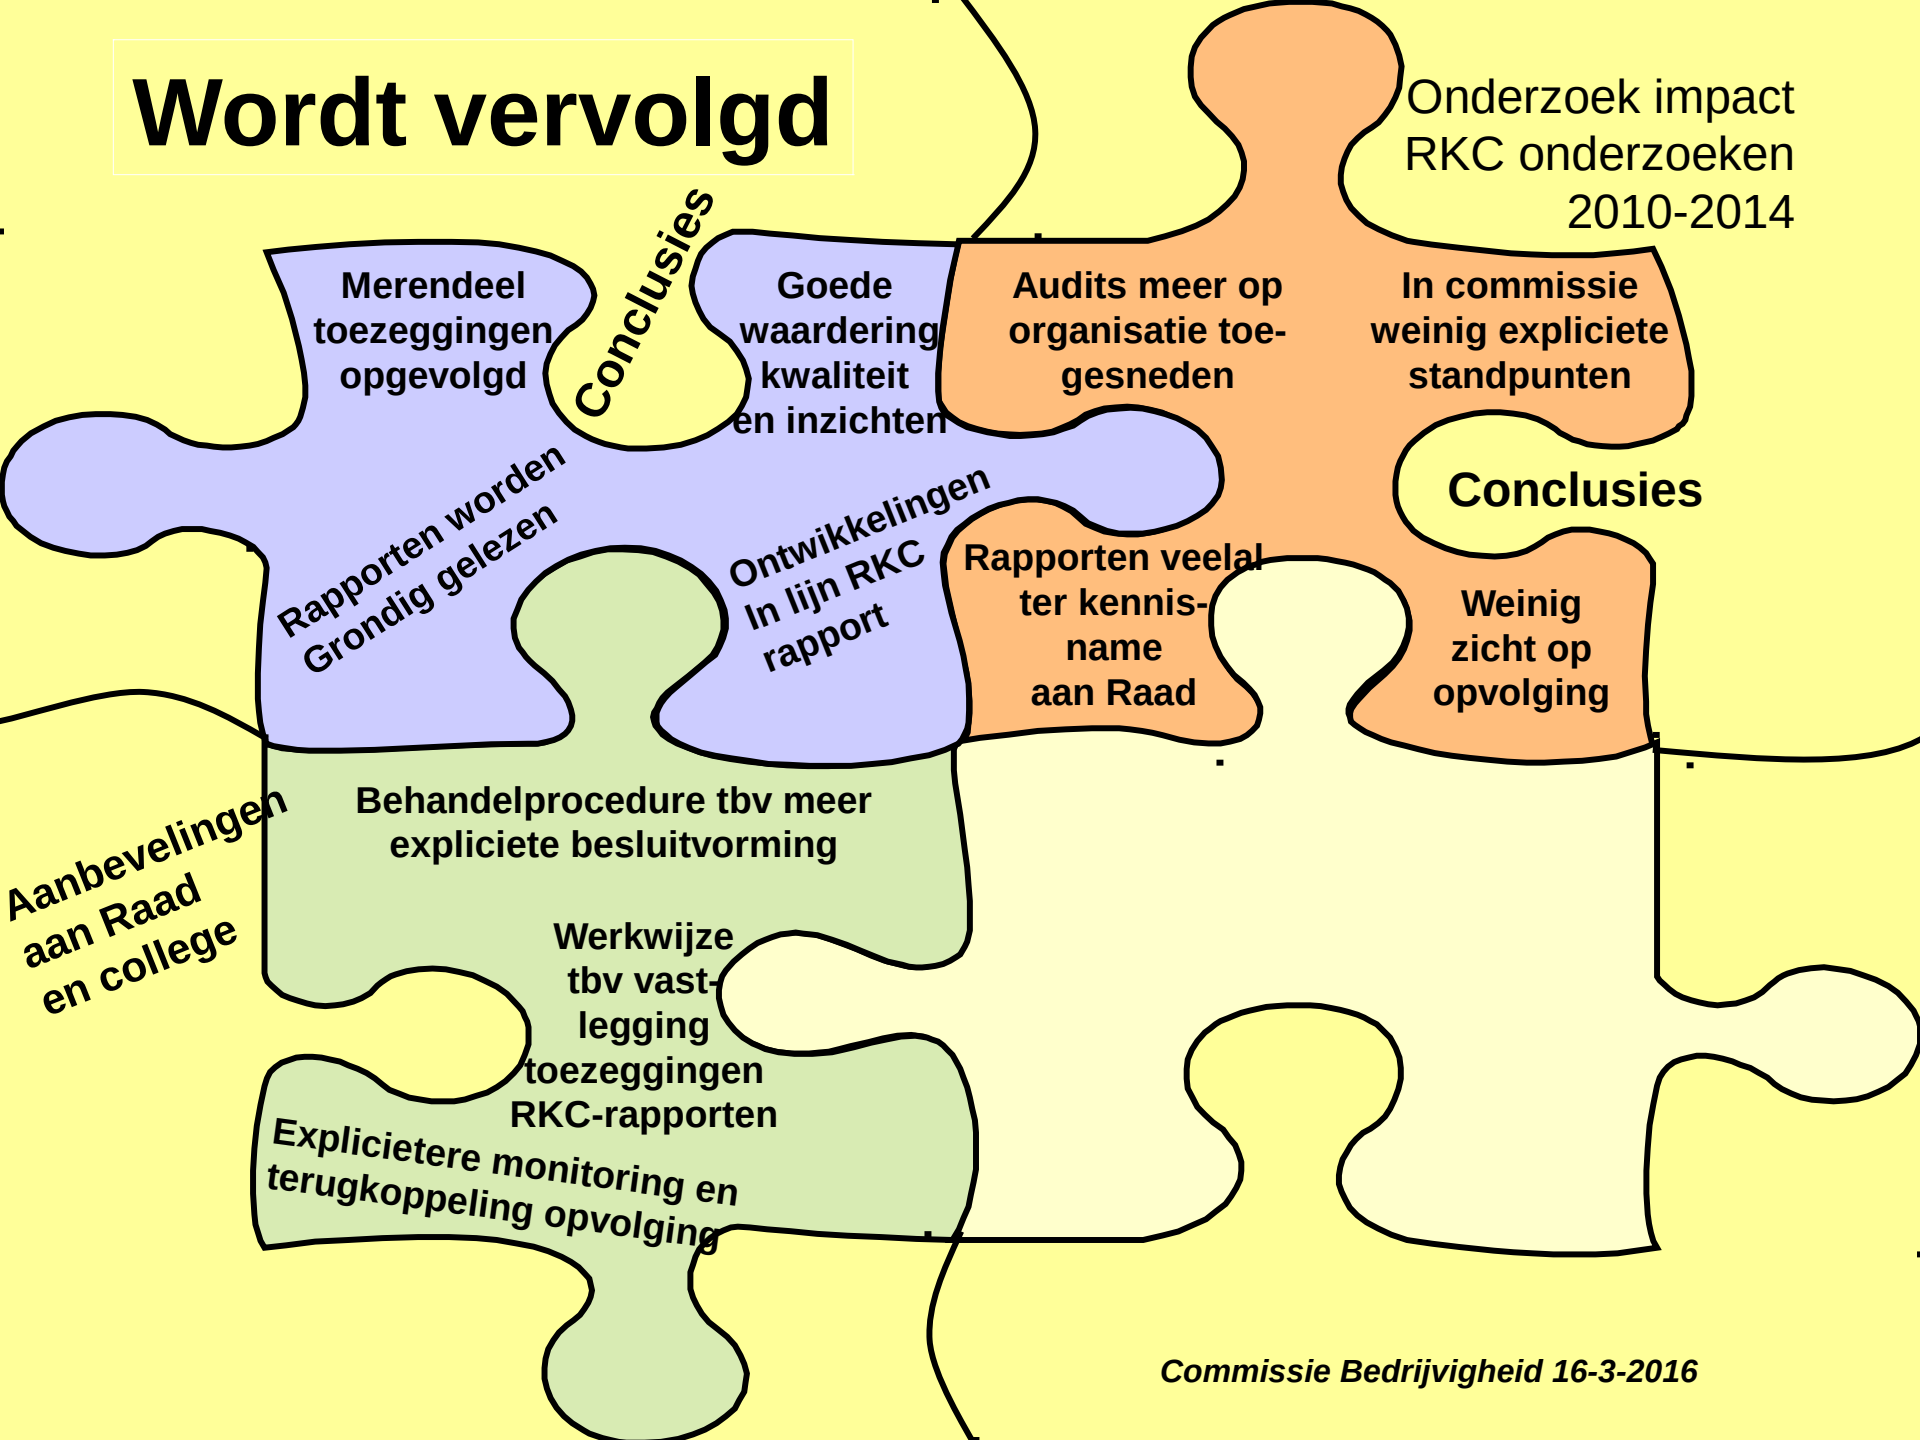 Wordt vervolgd
Onderzoek impact
RKC onderzoeken
2010-2014
Conclusies
Merendeel
toezeggingen
opgevolgd
Goede
waardering
kwaliteit
en inzichten
Rapporten worden
Grondig gelezen
Ontwikkelingen
In lijn RKC
rapport
Audits meer op
organisatie toe-
gesneden
In commissie
weinig expliciete
standpunten
Conclusies
Rapporten veelal
ter kennis-
name
aan Raad
Weinig
zicht op
opvolging
Aanbevelingen
aan Raad
en college
Behandelprocedure tbv meer
expliciete besluitvorming
Werkwijze
tbv vast-
legging
toezeggingen
RKC-rapporten
Explicietere monitoring en
terugkoppeling opvolging
Commissie Bedrijvigheid 16-3-2016